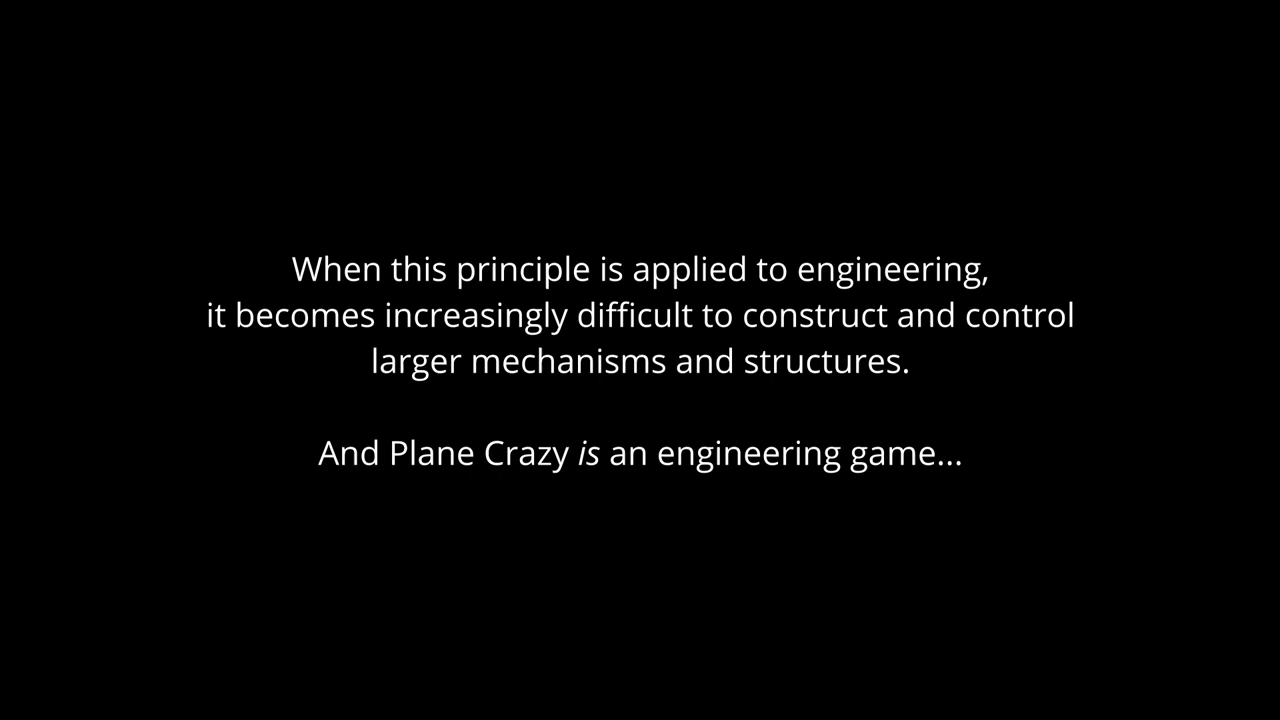 When this principle is applied to engineering,
it becomes increasingly difficult to construct and control
larger mechanisms and structures.
And Plane Crazy is an engineering game...